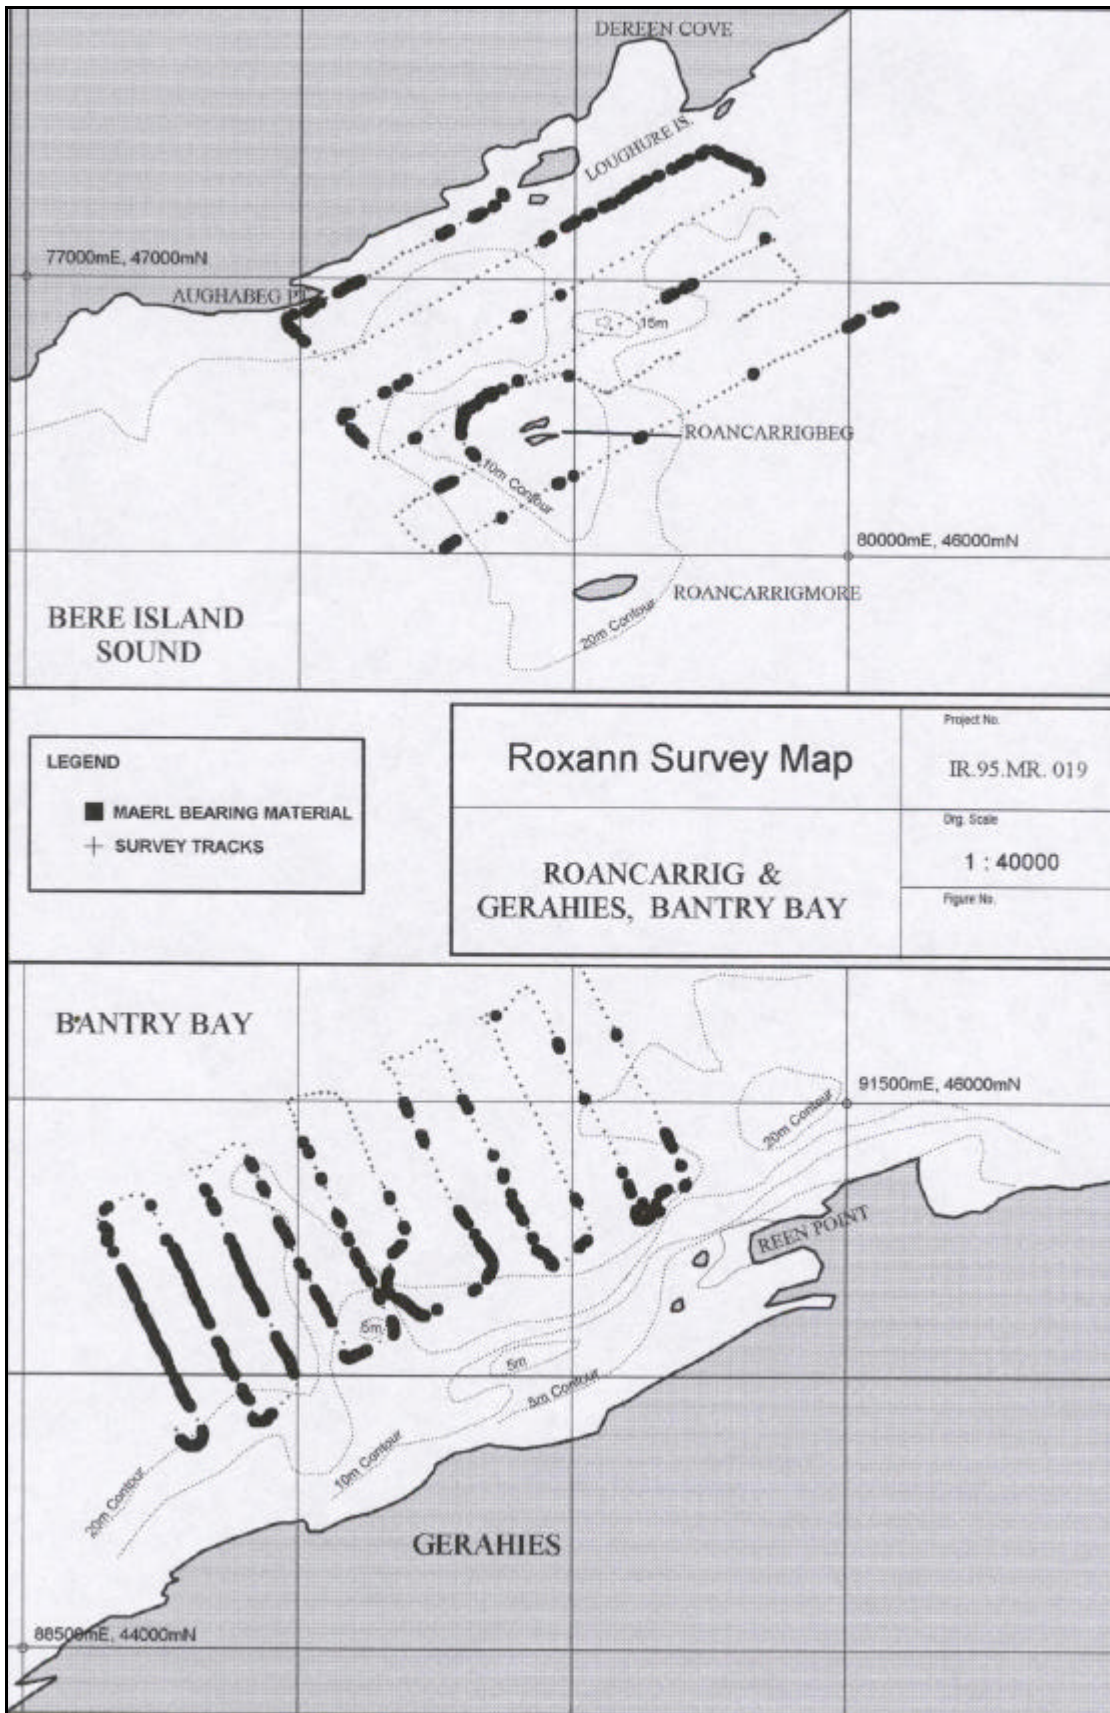 DEREEN COVE
LOUGHURE IS.
77000mE, 47000mN
AUGHABEG PT.
15m
ROANCARRIGBEG
10m Contour
80000mE, 46000mN
ROANCARRIGMORE
20m Contour
BERE ISLAND
SOUND
LEGEND
MAERL BEARING MATERIAL
SURVEY TRACKS
Roxann Survey Map
ROANCARRIG &
GERAHIES, BANTRY BAY
Project No.
IR.95.MR. 019
Org. Scale
1 : 40000
Figure No.
BANTRY BAY
91500mE, 46000mN
20m Contour
REEN POINT
5m
5m
5m Contour
10m Contour
20m Contour
GERAHIES
88500mE, 44000mN